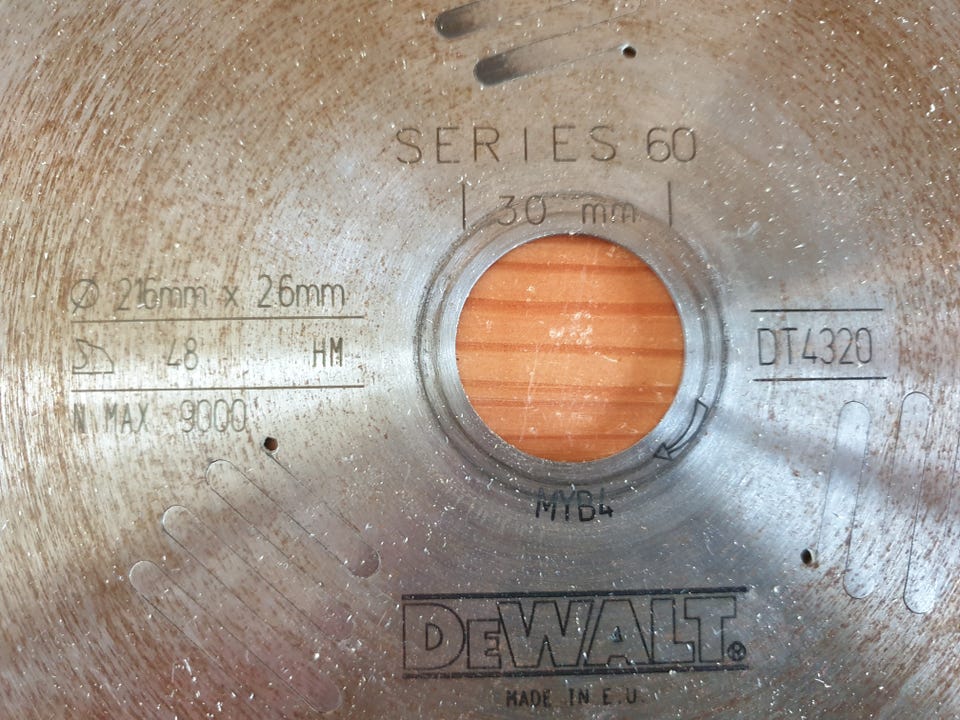 SERIES 60
30 mm
Ø 216mm x 26mm
48 HM
N MAX 9000
DT4320
MYB4
DEWALT®
MADE IN E.U.